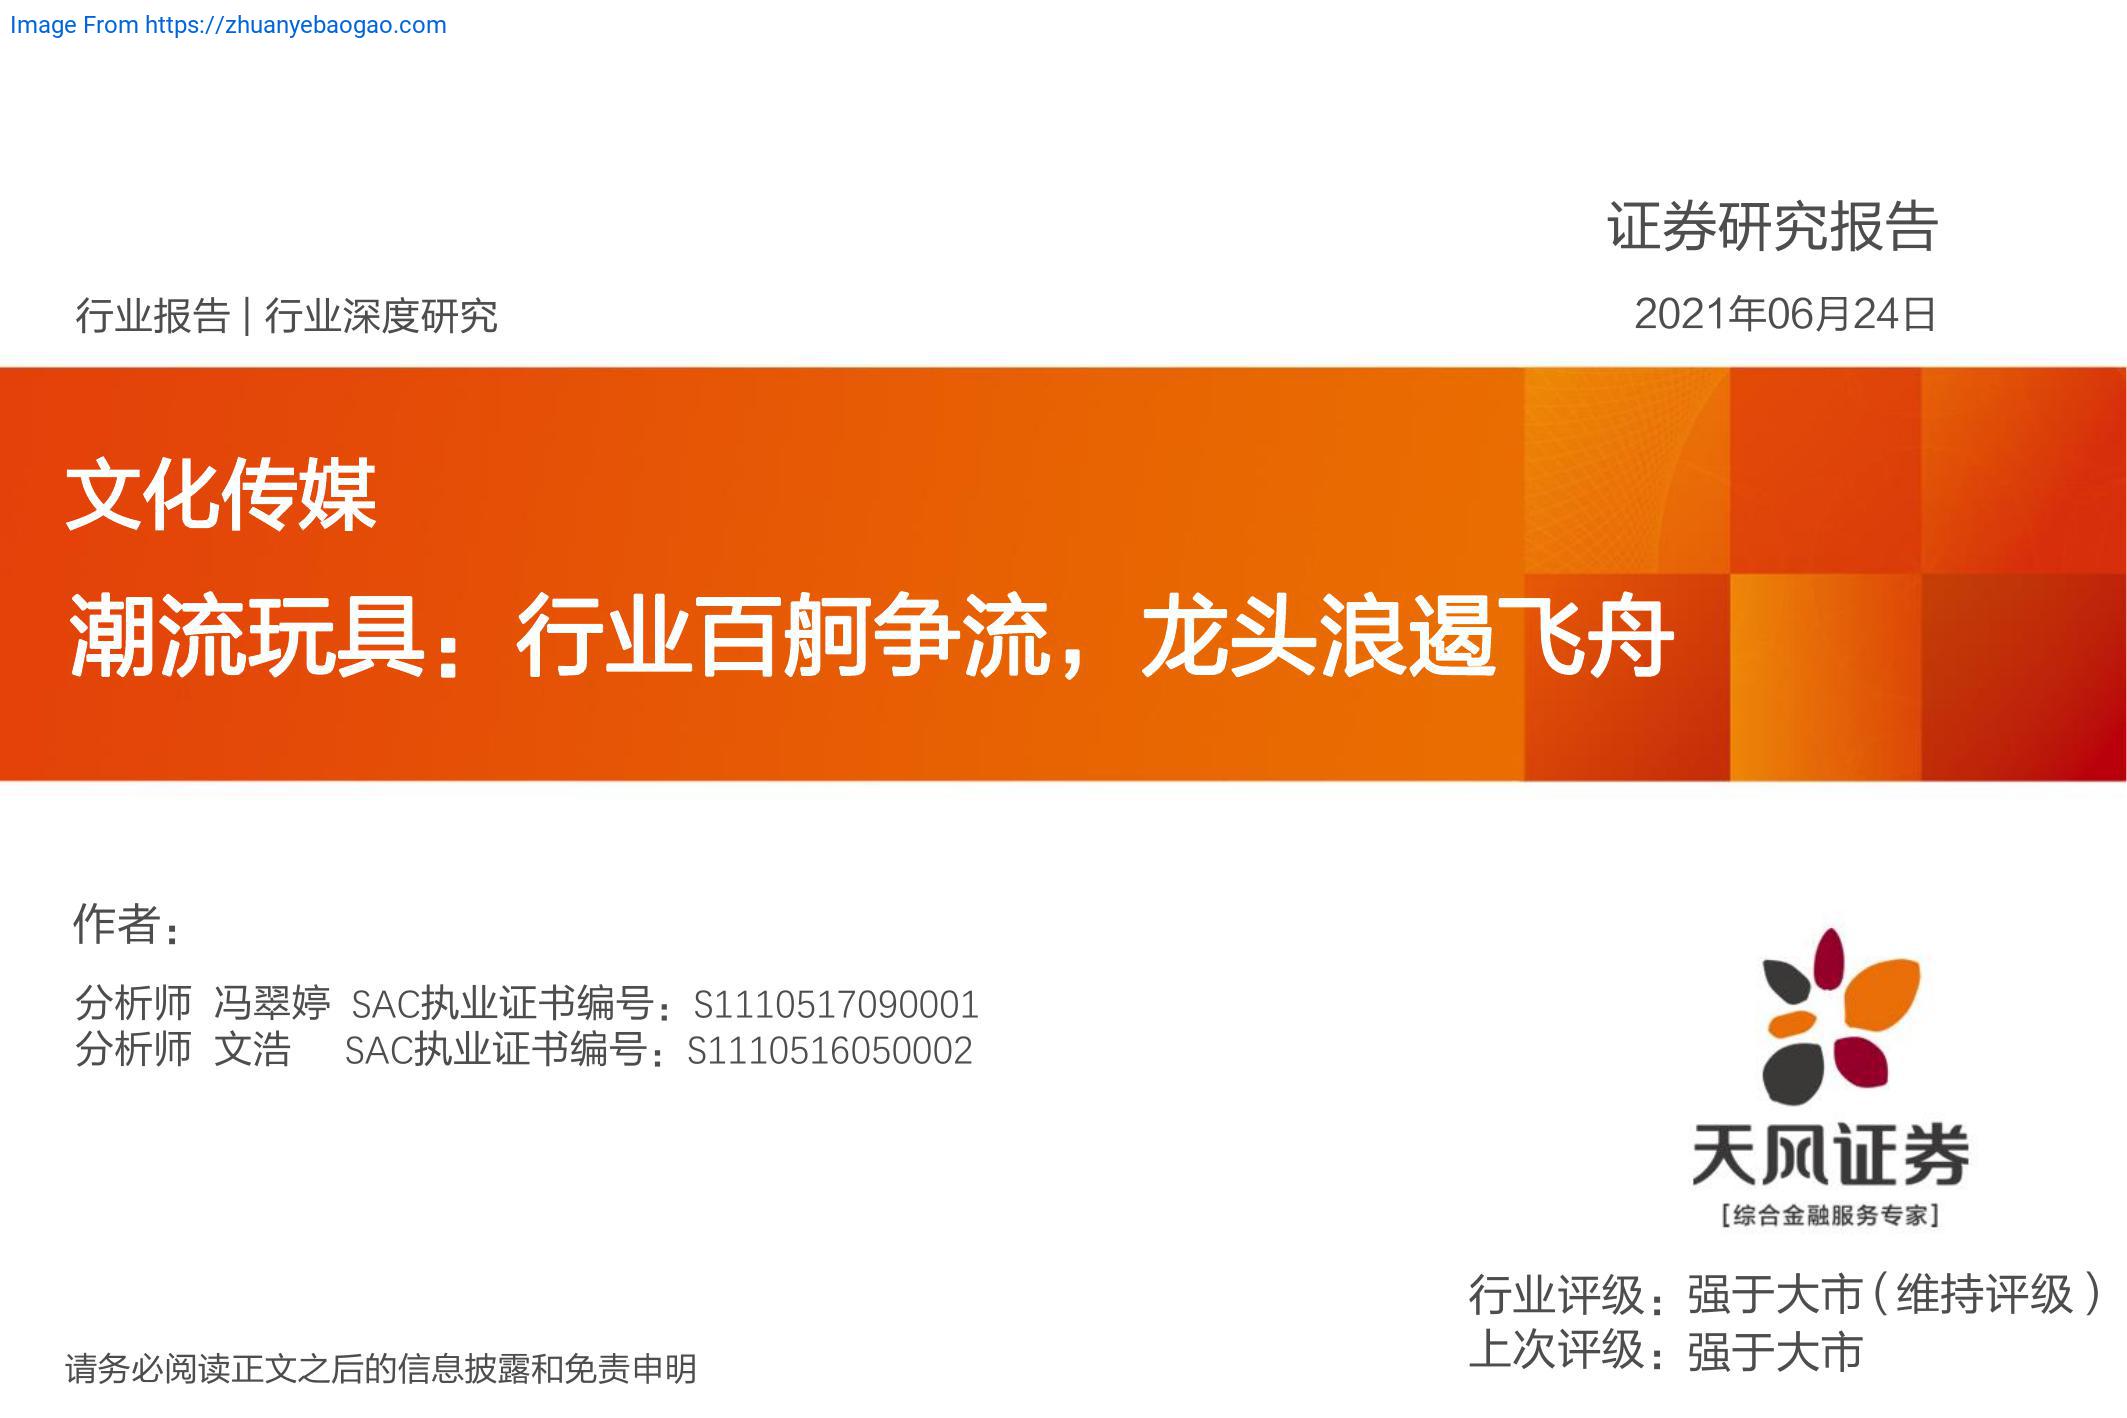 Image From https://zhuanyebaogao.com
证券研究报告
行业报告 | 行业深度研究
2021年06月24日
文化传媒
潮流玩具：行业百舸争流，龙头浪遏飞舟
作者：
分析师 冯翠婷 SAC执业证书编号：S1110517090001
分析师 文浩 SAC执业证书编号：S1110516050002
天风证券
[综合金融服务专家]
行业评级：强于大市（维持评级）
上次评级：强于大市
请务必阅读正文之后的信息披露和免责申明